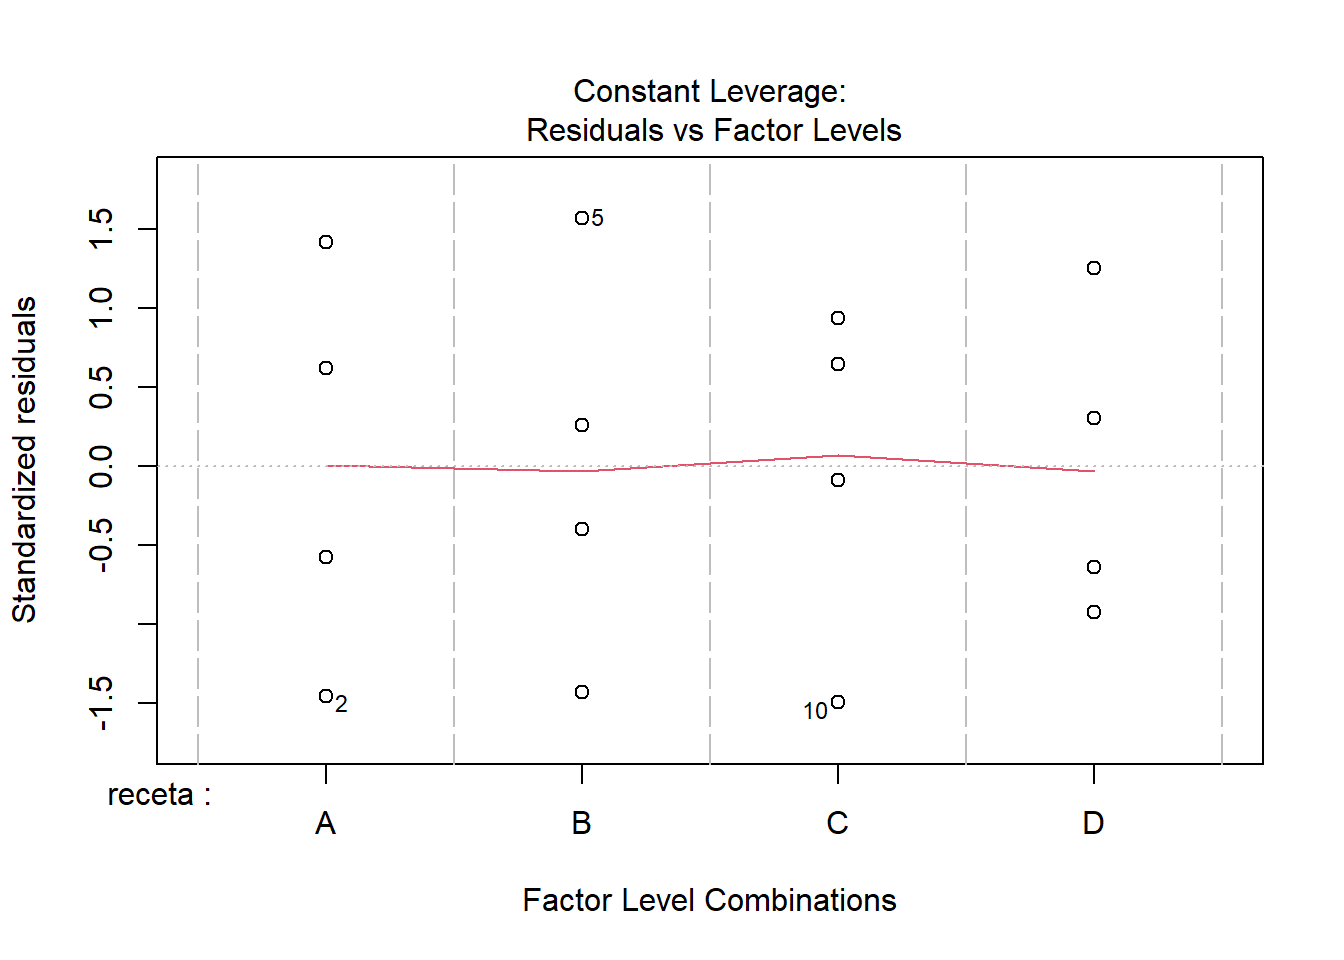 Constant Leverage:
Residuals vs Factor Levels
Standardized residuals
1.5
1.0
0.5
0.0
-0.5
-1.5
5
2
10
receta :
A B C D
Factor Level Combinations